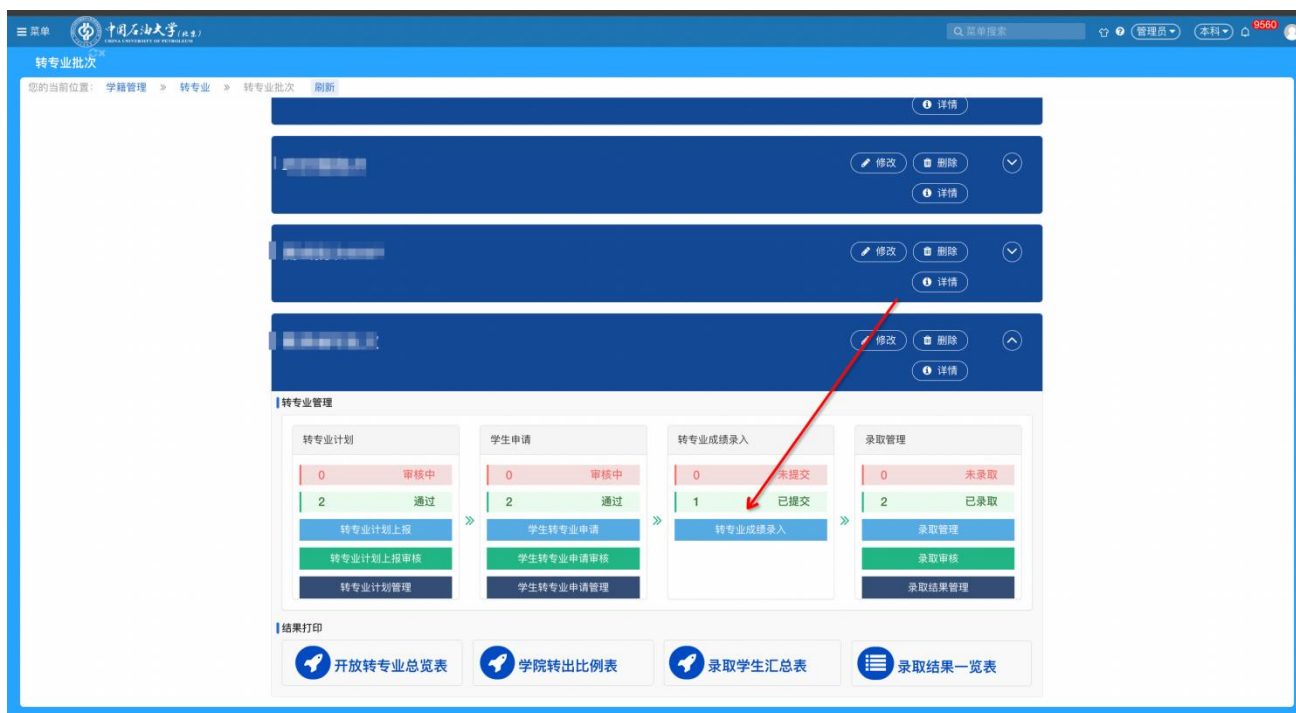 菜单 中国石油大学(北京) 菜单搜索 管理员 本科 9560
CHINA UNIVERSITY OF PETROLEUM
转专业批次
您的当前位置: 学籍管理 » 转专业 » 转专业批次 刷新
详情
修改 删除
详情
修改 删除
详情
修改 删除
详情
转专业管理
转专业计划 学生申请 转专业成绩录入 录取管理
0 审核中 0 审核中 0 未提交 0 未录取
2 通过 2 通过 1 已提交 2 已录取
转专业计划上报 » 学生转专业申请 » 转专业成绩录入 » 录取管理
转专业计划上报审核 学生转专业申请审核 录取审核
转专业计划管理 学生转专业申请管理 录取结果管理
结果打印
开放转专业总览表 学院转出比例表 录取学生汇总表 录取结果一览表